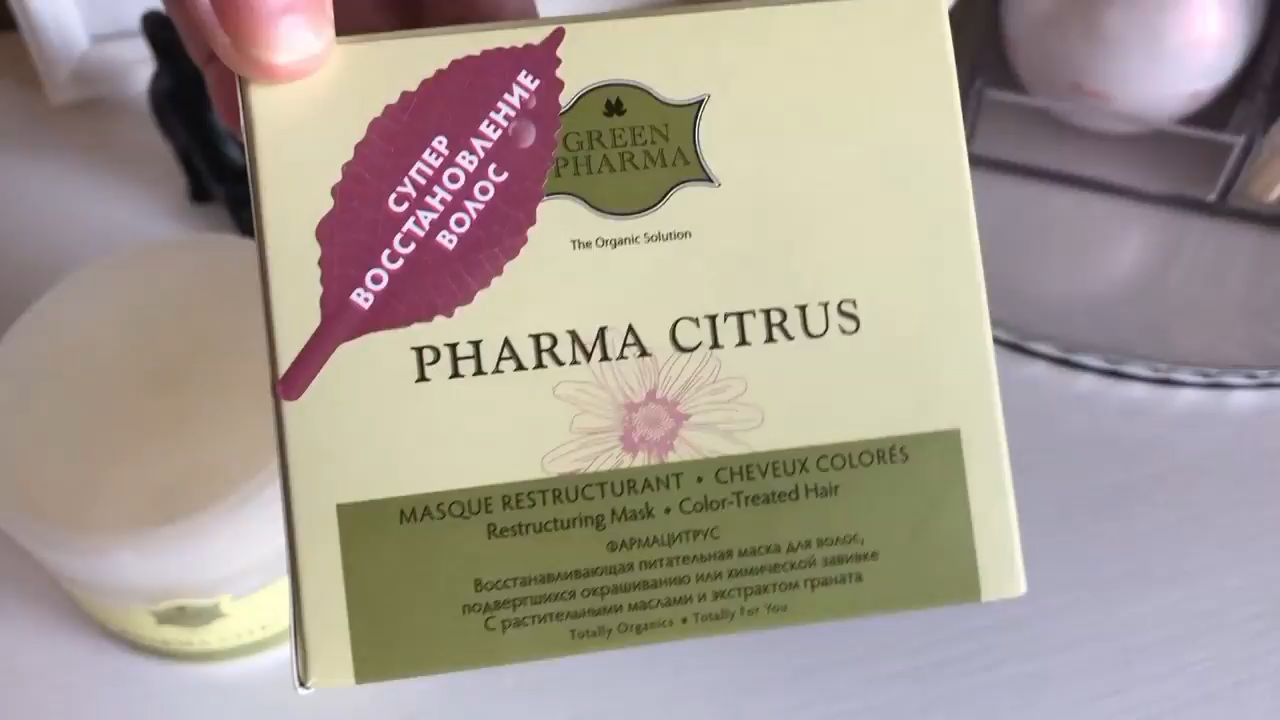 СУПЕР
ВОССТАНОВЛЕНИЕ
ВОЛОС
GREEN
PHARMA
The Organic Solution
PHARMA CITRUS
MASQUE RESTRUCTURANT • CHEVEUX COLORÉS
Restructuring Mask • Color-Treated Hair
ФАРМАЦИТРУС
Восстанавливающая питательная маска для волос,
подвергшихся окрашиванию или химической завивке
С растительными маслами и экстрактом граната
Totally Organics • Totally For You